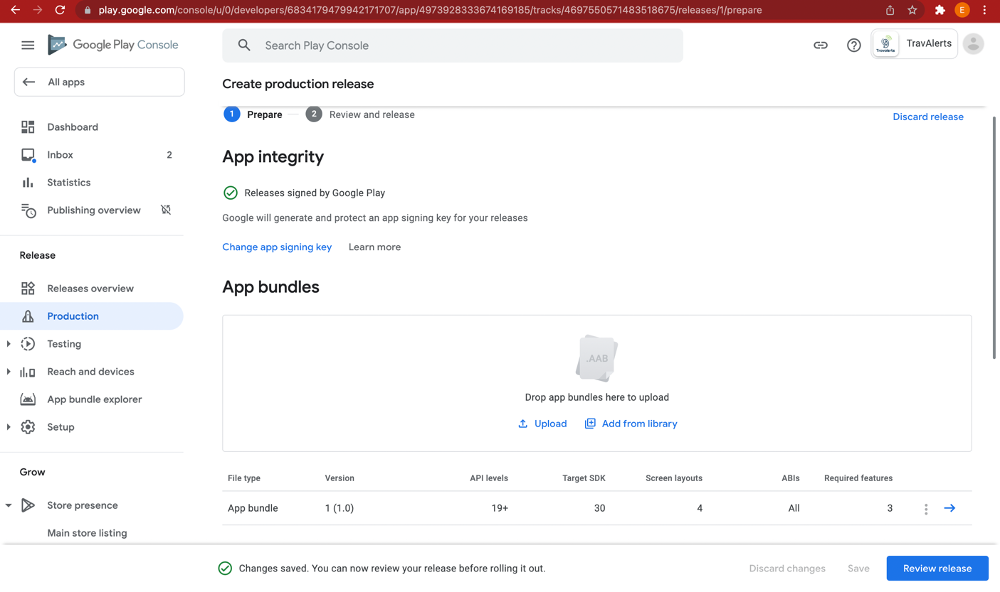 play.google.com/console/u/0/developers/6834179479942171707/app/4973928333674169185/tracks/4697550571483518675/releases/1/prepare
E
Google Play Console
Search Play Console
Travalerts
TravAlerts
All apps
Create production release
1 Prepare
2 Review and release
Discard release
Dashboard
Inbox 2
Statistics
Publishing overview
Release
Releases overview
Production
Testing
Reach and devices
App bundle explorer
Setup
Grow
Store presence
Main store listing
App integrity
Releases signed by Google Play
Google will generate and protect an app signing key for your releases
Change app signing key Learn more
App bundles
.AAB
Drop app bundles here to upload
Upload Add from library
File type Version API levels Target SDK Screen layouts ABIs Required features
App bundle 1 (1.0) 19+ 30 4 All 3
Changes saved. You can now review your release before rolling it out.
Discard changes Save Review release